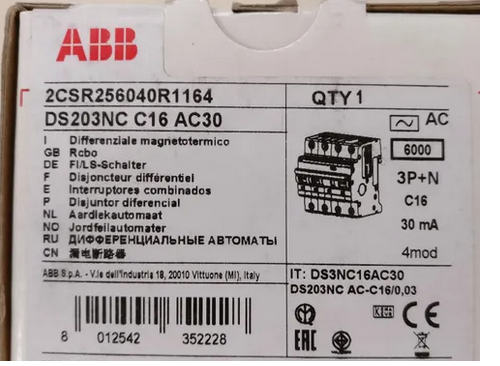 ABB
2CSR256040R1164 QTY 1
DS203NC C16 AC30
AC
6000
3P+N
C16
30 mA
4mod
I Differenziale magnetotermico
GB Rcbo
DE FI/LS-Schalter
F Disjoncteur différentiel
E Interruptores combinados
P Disjuntor diferencial
NL Aardlekautomaat
NO Jordfeilautomater
RU ДИФФЕРЕНЦИАЛЬНЫЕ АВТОМАТЫ
CN 漏电断路器
ABB S.p.A. - V.le dell'Industria 18, 20010 Vittuone (MI), Italy
IT: DS3NC16AC30
DS203NC AC-C16/0,03
8 012542 352228
CE
EAC